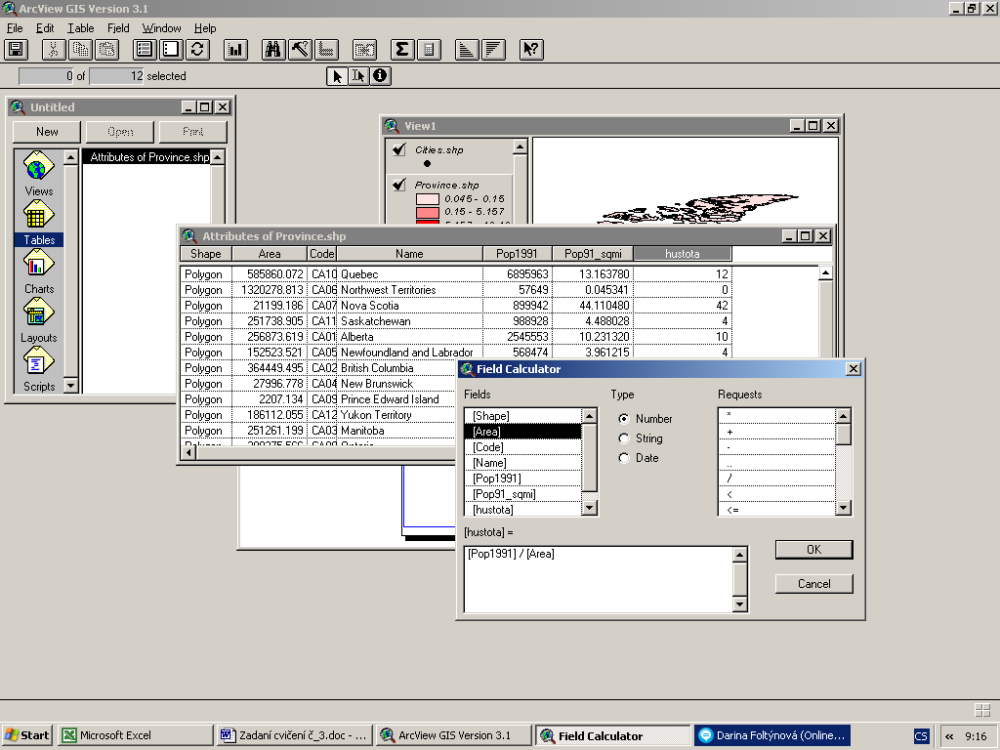 ArcView GIS Version 3.1
File Edit Table Field Window Help
0 of 12 selected
Untitled
New Open Print
Views
Tables
Charts
Layouts
Scripts
Attributes of Province.shp
View1
Cities.shp
Province.shp
0.045 - 0.15
0.15 - 5.157
Attributes of Province.shp
Shape Area Code Name Pop1991 Pop91_sqmi hustota
Polygon 585860.072 CA10 Quebec 6895963 13.163780 12
Polygon 1320278.813 CA06 Northwest Territories 57649 0.045341 0
Polygon 21199.186 CA07 Nova Scotia 899942 44.110480 42
Polygon 251738.905 CA11 Saskatchewan 988928 4.488028 4
Polygon 256873.619 CA01 Alberta 2545553 10.231320 10
Polygon 152523.521 CA05 Newfoundland and Labrador 568474 3.961215 4
Polygon 364449.495 CA02 British Columbia
Polygon 27996.778 CA04 New Brunswick
Polygon 2207.134 CA09 Prince Edward Island
Polygon 186112.055 CA12 Yukon Territory
Polygon 251261.199 CA03 Manitoba
Field Calculator
Fields
[Shape]
[Area]
[Code]
[Name]
[Pop1991]
[Pop91_sqmi]
[hustota]
Type
Number
String
Date
Requests
*
+
-
..
/
<
<=
[hustota] =
[Pop1991] / [Area]
OK
Cancel
Start Microsoft Excel Zadaní cvičení č_3.doc - ... ArcView GIS Version 3.1 Field Calculator Darina Foltýnová (Online... CS « 9:16